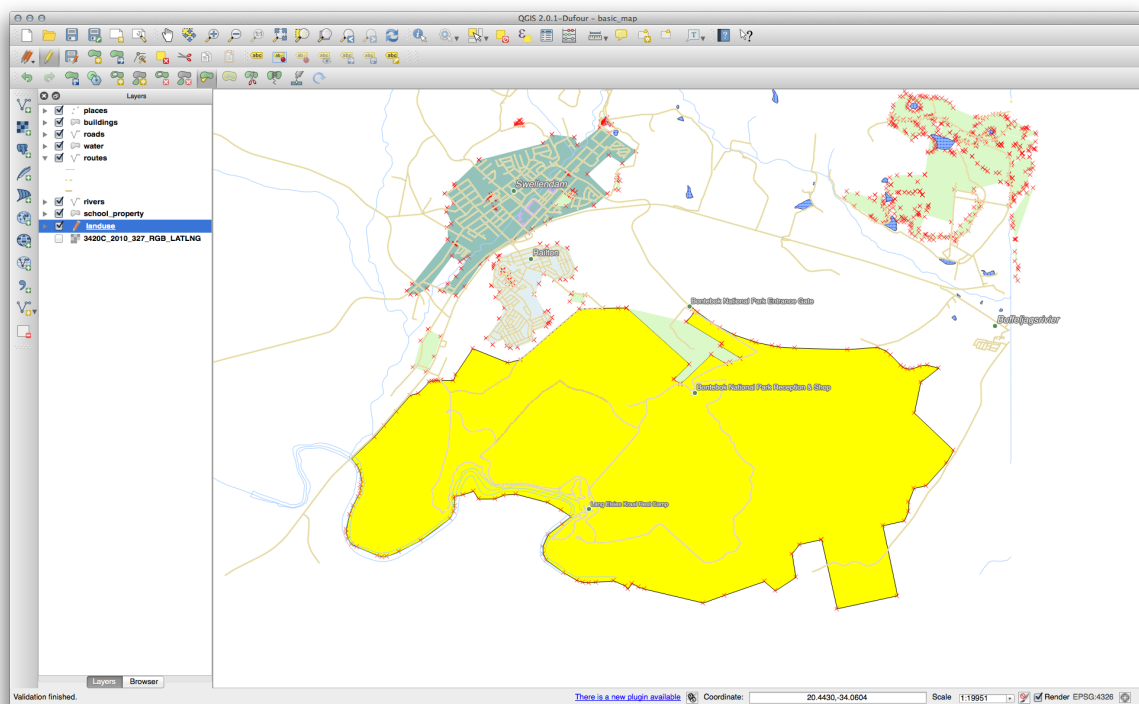 QGIS 2.0.1-Dufour - basic_map
Layers
places
buildings
roads
water
routes
rivers
school_property
landuse
3420C_2010_327_RGB_LATLNG
Swellendam
Railton
Bontebok National Park Entrance Gate
Buffeljagsrivier
Bontebok National Park Reception & Shop
Lang Elsies Kraal Rest Camp
Layers Browser
Validation finished. There is a new plugin available Coordinate: 20.4430,-34.0604 Scale 1:19951 Render EPSG:4326